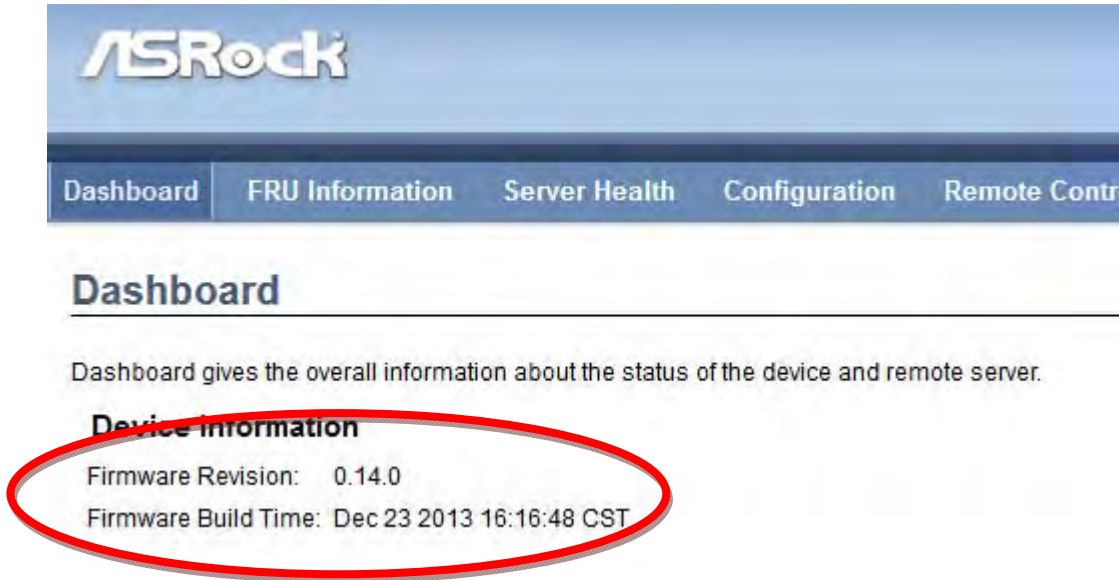 ASRock
Dashboard FRU Information Server Health Configuration Remote Contr
Dashboard
Dashboard gives the overall information about the status of the device and remote server.
Device Information
Firmware Revision: 0.14.0
Firmware Build Time: Dec 23 2013 16:16:48 CST